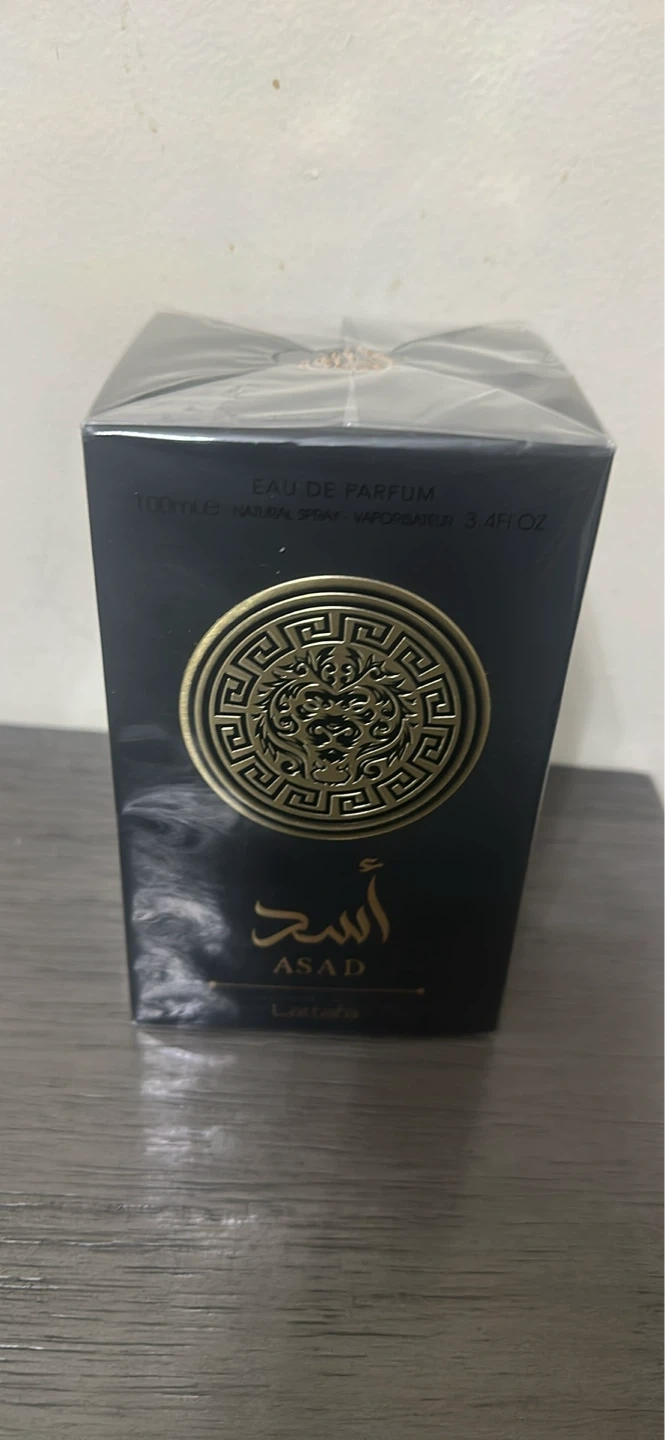 EAU DE PARFUM
100mL℮ NATURAL SPRAY - VAPORISATEUR 3.4Fl'OZ
أسد
ASAD
Lattafa